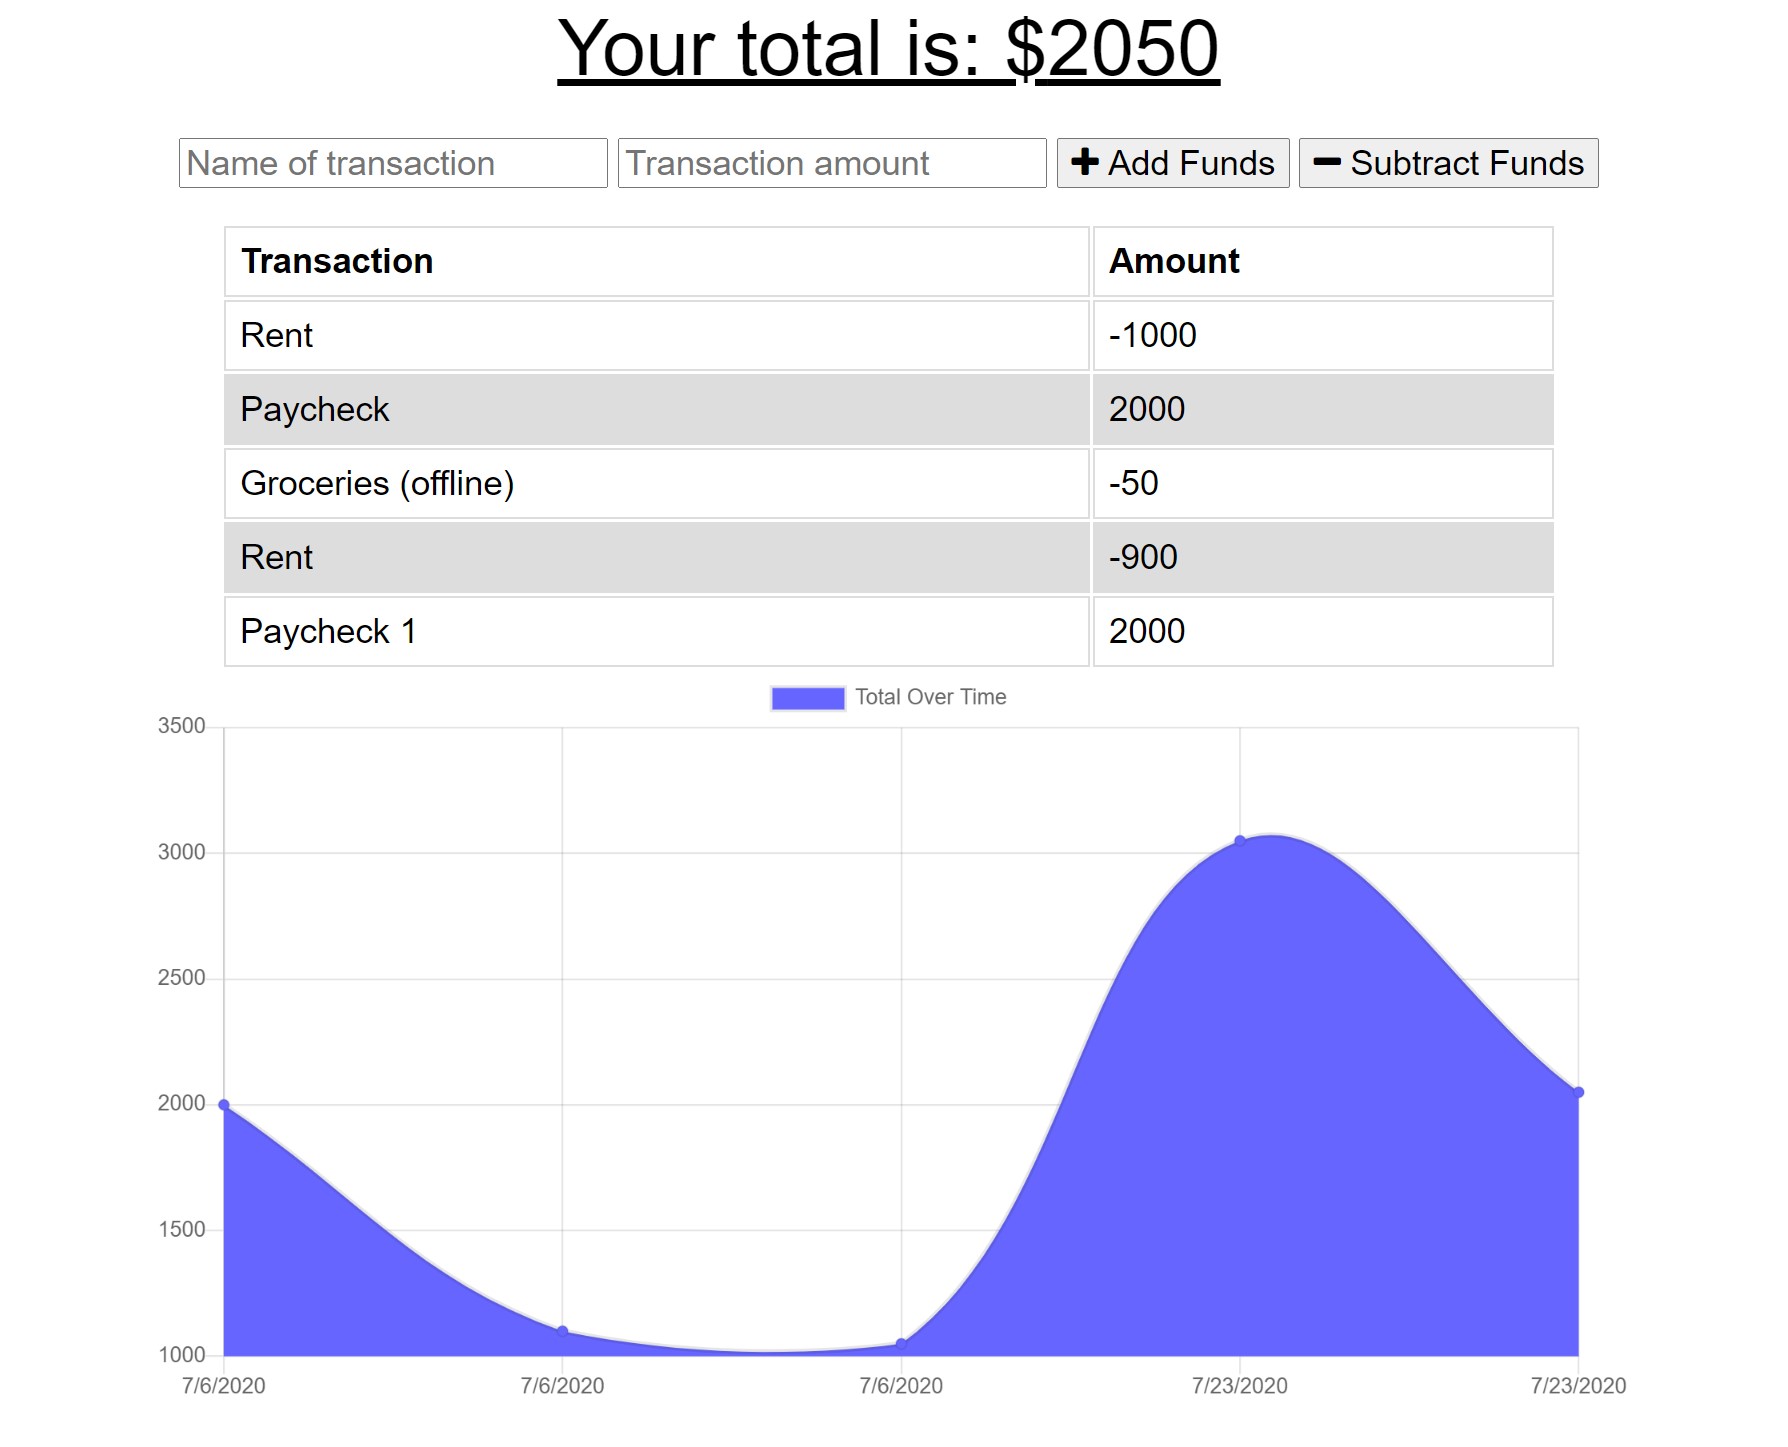 Your total is: $2050
Name of transaction Transaction amount Add Funds Subtract Funds
Transaction Amount
Rent -1000
Paycheck 2000
Groceries (offline) -50
Rent -900
Paycheck 1 2000
Total Over Time
3500
3000
2500
2000
1500
1000
7/6/2020 7/6/2020 7/6/2020 7/23/2020 7/23/2020